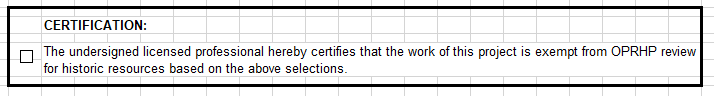 CERTIFICATION:
The undersigned licensed professional hereby certifies that the work of this project is exempt from OPRHP review
for historic resources based on the above selections.